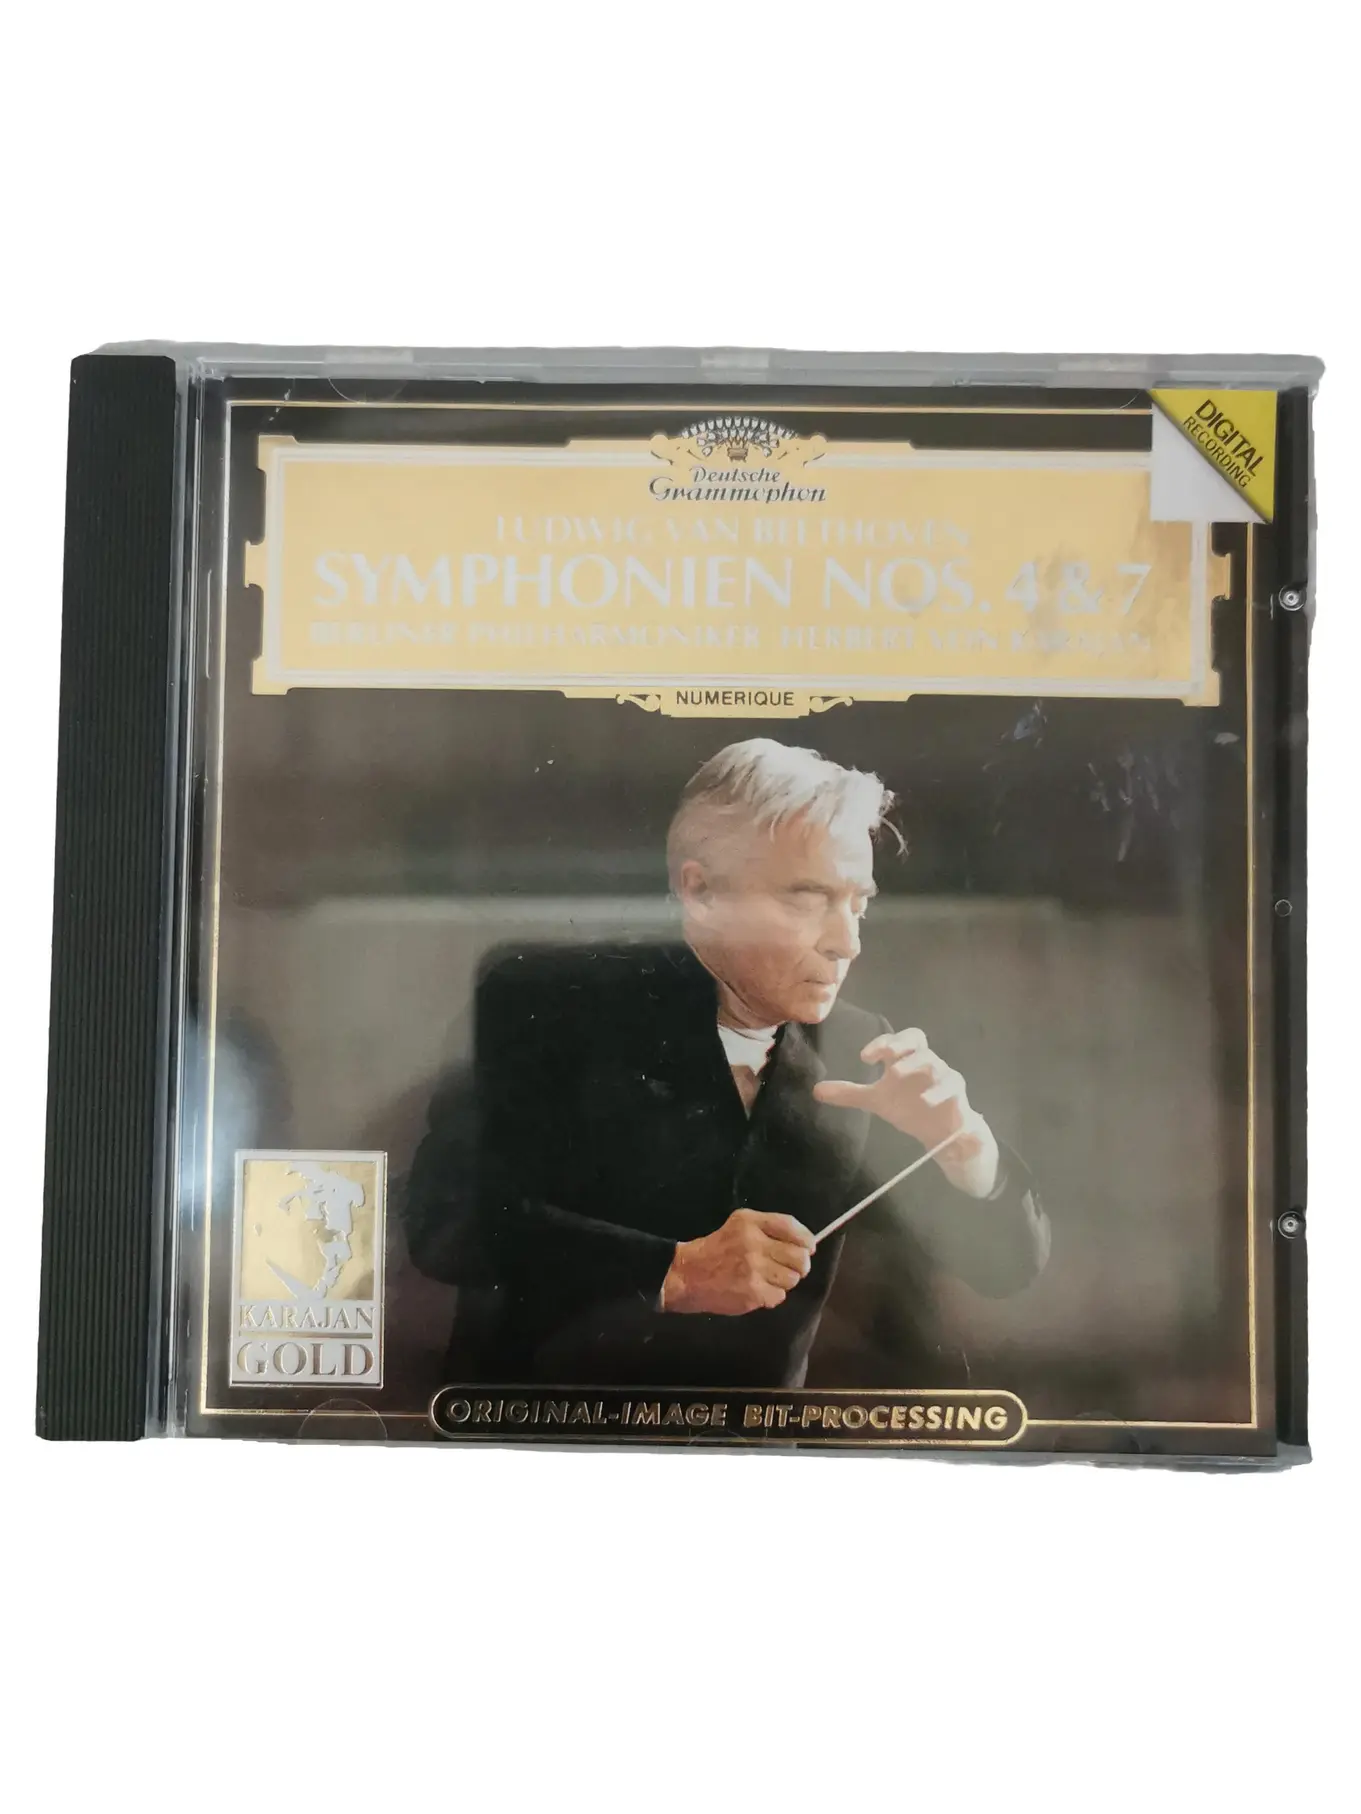 DIGITAL
RECORDING
Deutsche
Grammophon
LUDWIG VAN BEETHOVEN
SYMPHONIEN NOS. 4 & 7
BERLINER PHILHARMONIKER HERBERT VON KARAJAN
NUMERIQUE
KARAJAN
GOLD
ORIGINAL-IMAGE BIT-PROCESSING